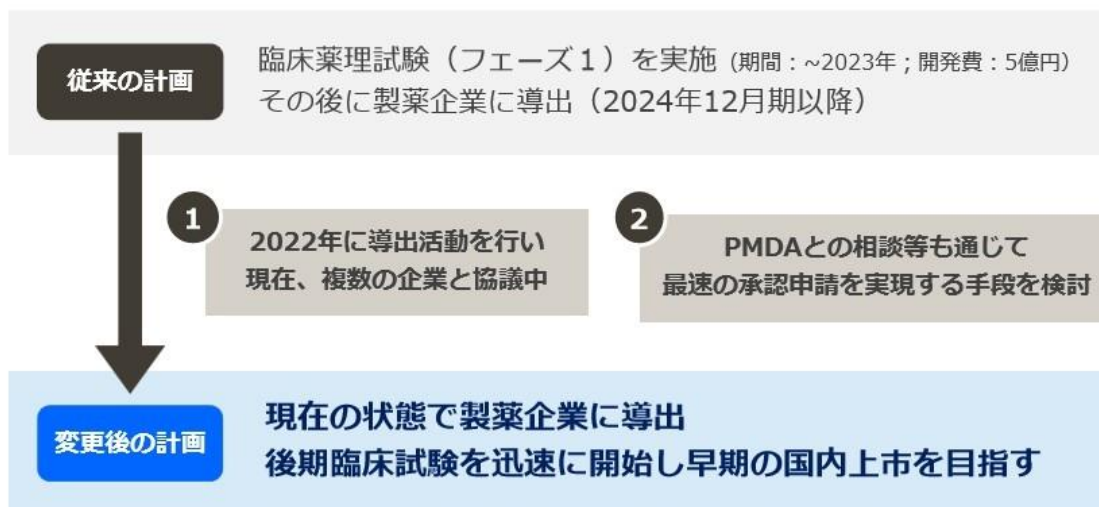 従来の計画
臨床薬理試験（フェーズ１）を実施（期間：~2023年；開発費：5億円）
その後に製薬企業に導出（2024年12月期以降）
1
2022年に導出活動を行い
現在、複数の企業と協議中
2
PMDAとの相談等も通じて
最速の承認申請を実現する手段を検討
変更後の計画
現在の状態で製薬企業に導出
後期臨床試験を迅速に開始し早期の国内上市を目指す